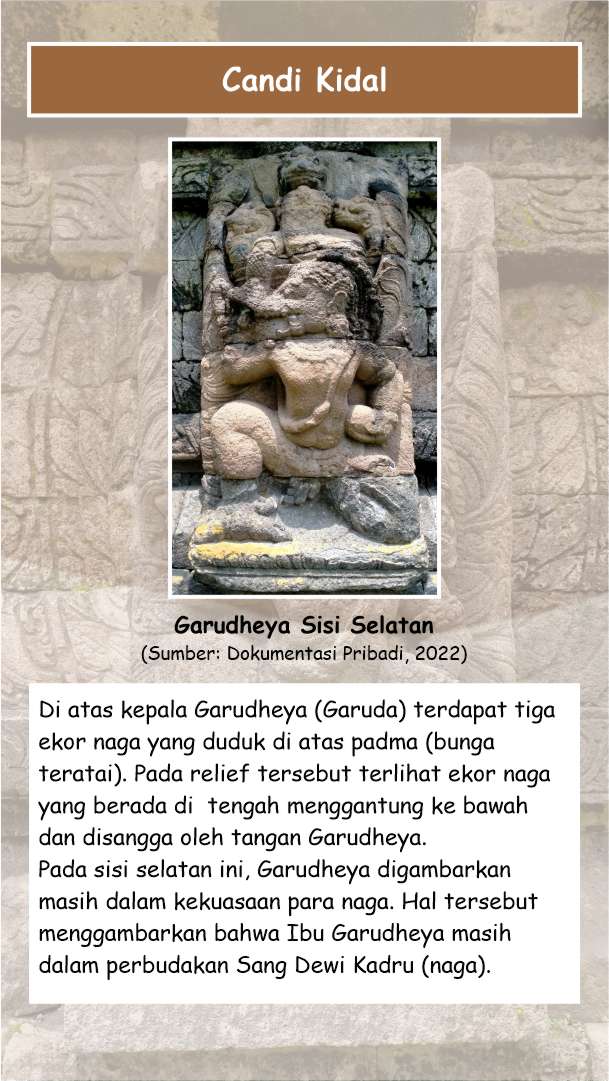 Candi Kidal
Garudheya Sisi Selatan
(Sumber: Dokumentasi Pribadi, 2022)
Di atas kepala Garudheya (Garuda) terdapat tiga
ekor naga yang duduk di atas padma (bunga
teratai). Pada relief tersebut terlihat ekor naga
yang berada di  tengah menggantung ke bawah
dan disangga oleh tangan Garudheya.
Pada sisi selatan ini, Garudheya digambarkan
masih dalam kekuasaan para naga. Hal tersebut
menggambarkan bahwa Ibu Garudheya masih
dalam perbudakan Sang Dewi Kadru (naga).